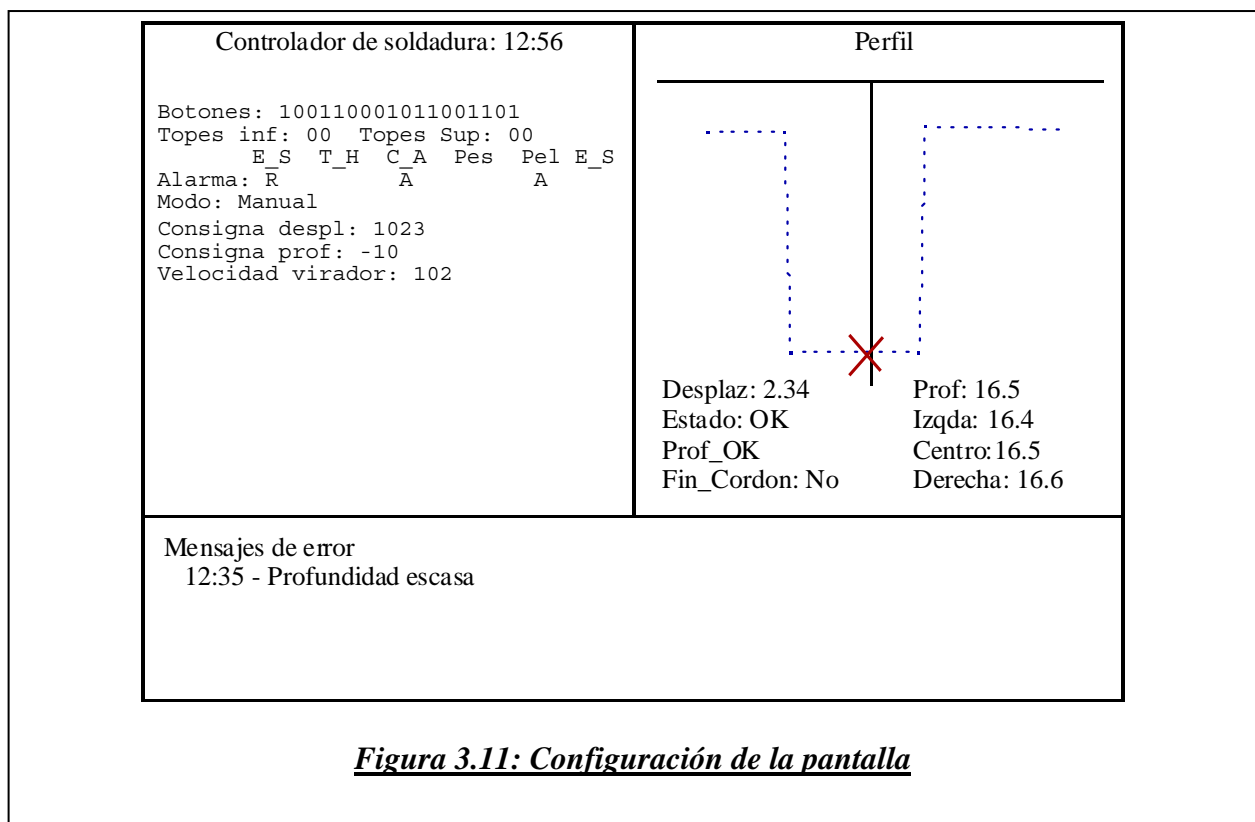 Controlador de soldadura: 12:56
Botones: 100110001011001101
Topes inf: 00 Topes Sup: 00
E_S T_H C_A Pes Pel E_S
Alarma: R A A
Modo: Manual
Consigna despl: 1023
Consigna prof: -10
Velocidad virador: 102
Perfil
Desplaz: 2.34 Prof: 16.5
Estado: OK Izqda: 16.4
Prof_OK Centro:16.5
Fin_Cordon: No Derecha: 16.6
Mensajes de error
12:35 - Profundidad escasa
Figura 3.11: Configuración de la pantalla